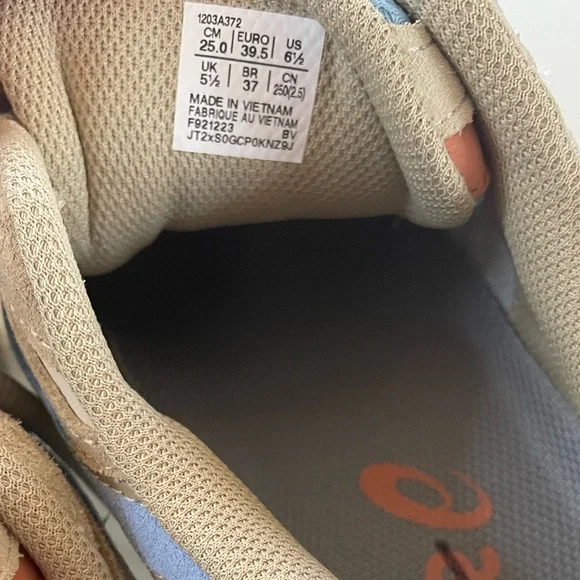 1203A372
CM EURO US
25.0 39.5 6½
UK BR CN
5½ 37 250(2.5)
MADE IN VIETNAM
FABRIQUE AU VIETNAM
F921223 BV
JT2xS0GCP0KNZ9J